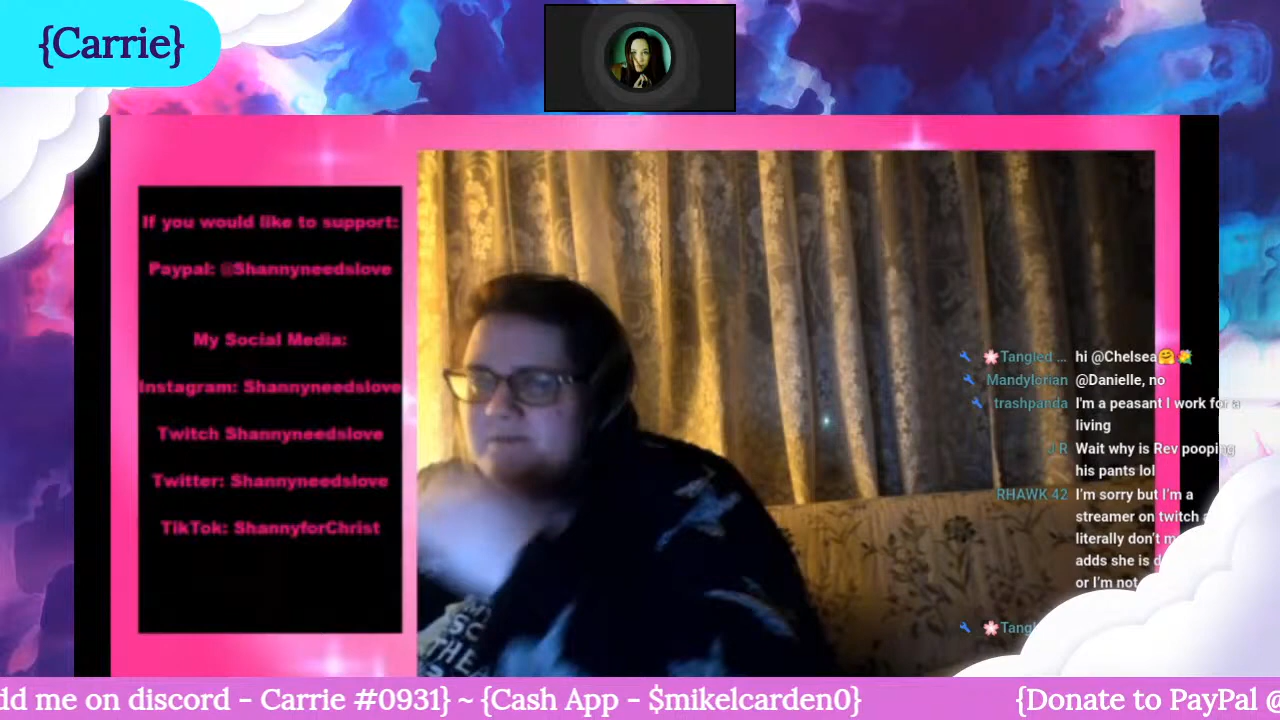 {Carrie}
If you would like to support:
Paypal: @Shannyneedslove
My Social Media:
Instagram: Shannyneedslove
Twitch Shannyneedslove
Twitter: Shannyneedslove
TikTok: ShannyforChrist
Tangled ... hi @Chelsea🤗💐
Mandylorian @Danielle, no
trashpanda I'm a peasant I work for a
living
J R Wait why is Rev pooping
his pants lol
RHAWK 42 I'm sorry but I'm a
streamer on twitch
literally don't
adds she is
or I'm not
SC
THE
dd me on discord - Carrie #0931} ~ {Cash App - $mikelcarden0} {Donate to PayPal @